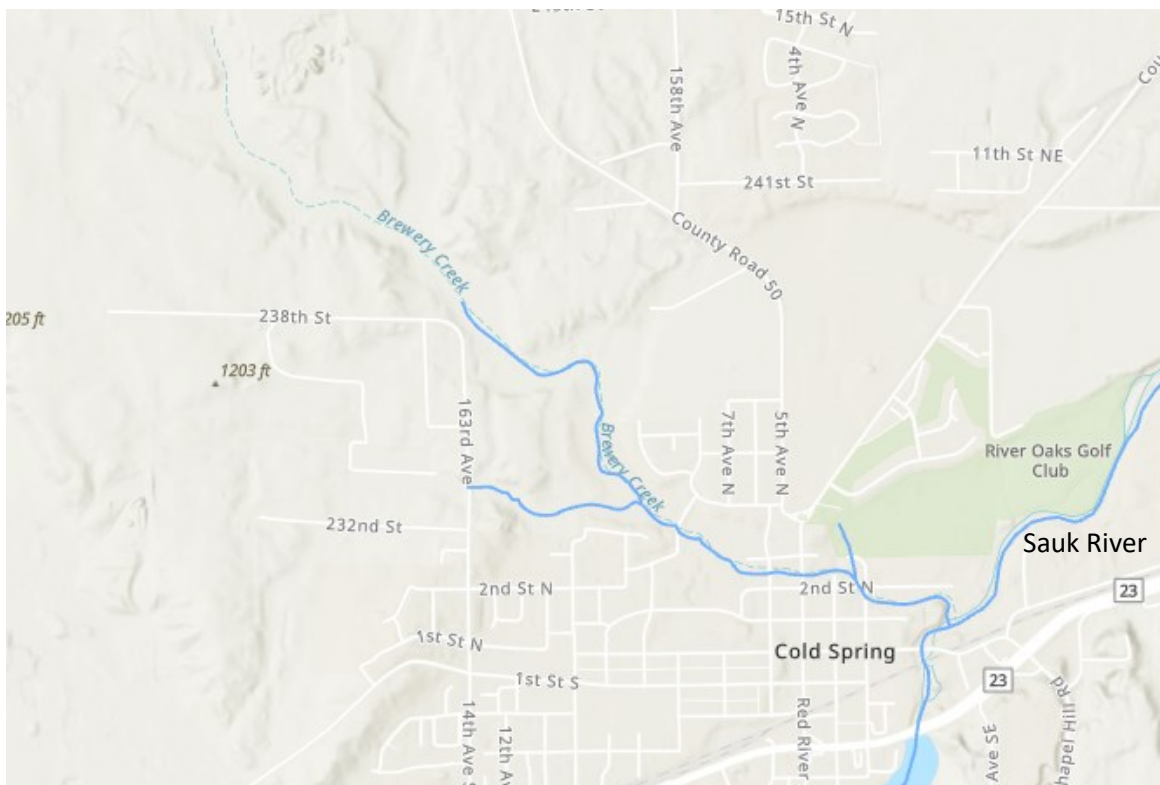 15th St N
4th Ave N
158th Ave
11th St NE
241st St
Brewery Creek
County Road 50
238th St
205 ft
1203 ft
163rd Ave
7th Ave N
5th Ave N
Brewery Creek
River Oaks Golf
Club
232nd St
Sauk River
2nd St N
2nd St N
23
1st St N
Cold Spring
1st St S
23
14th Ave S
12th Av
Red River
Ave SE